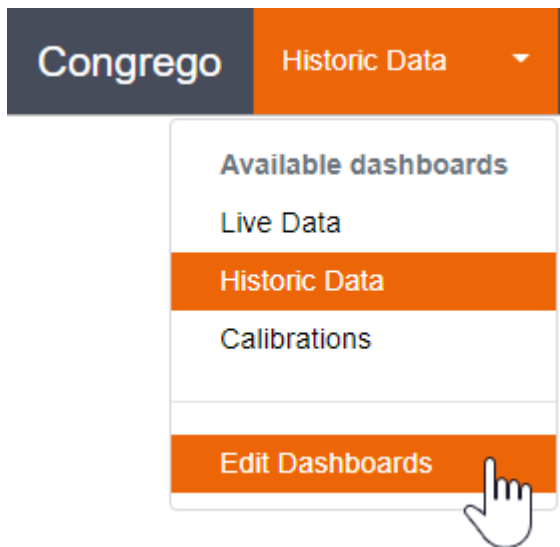 Congrego Historic Data
Available dashboards
Live Data
Historic Data
Calibrations
Edit Dashboards